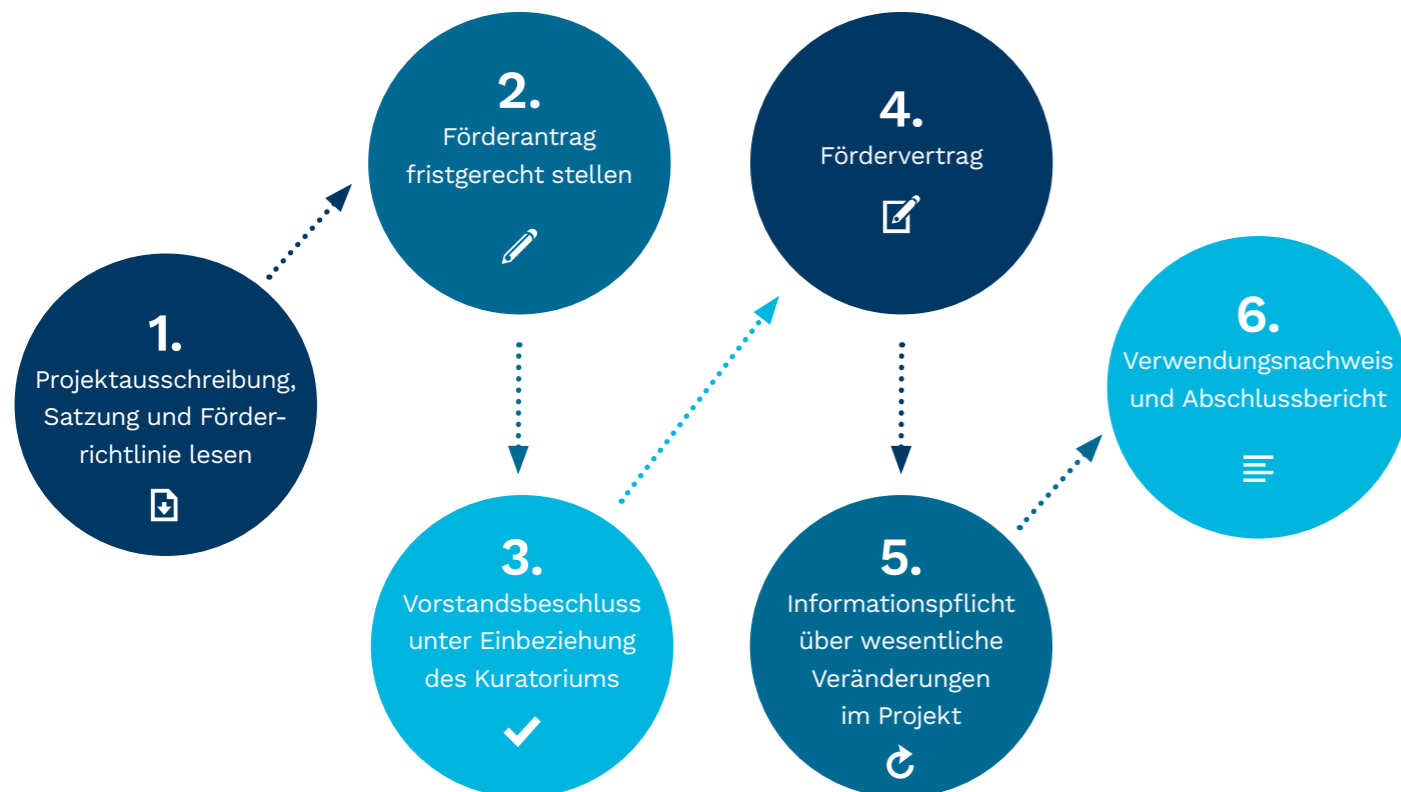 1.
Projektausschreibung,
Satzung und Förder-
richtlinie lesen
2.
Förderantrag
fristgerecht stellen
3.
Vorstandsbeschluss
unter Einbeziehung
des Kuratoriums
4.
Fördervertrag
5.
Informationspflicht
über wesentliche
Veränderungen
im Projekt
6.
Verwendungsnachweis
und Abschlussbericht